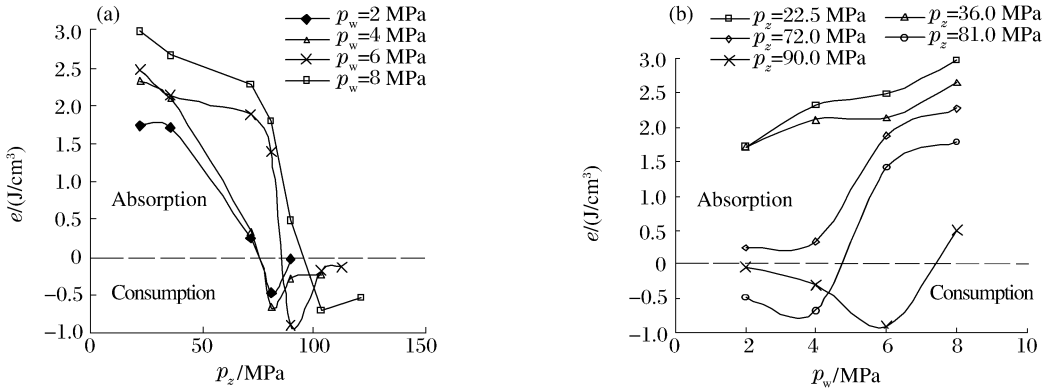 (a)
p_w=2 MPa
p_w=4 MPa
p_w=6 MPa
p_w=8 MPa
3.0
2.5
2.0
1.5
1.0
0.5
0
−0.5
−1.0
e/(J/cm³)
Absorption
Consumption
0
50
100
150
p_z/MPa
(b)
p_z=22.5 MPa
p_z=36.0 MPa
p_z=72.0 MPa
p_z=81.0 MPa
p_z=90.0 MPa
3.0
2.5
2.0
1.5
1.0
0.5
0
−0.5
−1.0
e/(J/cm³)
Absorption
Consumption
0
2
4
6
8
10
p_w/MPa